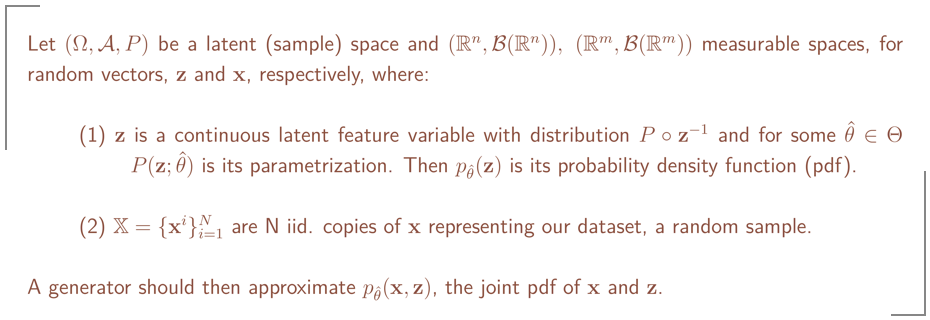 Let $(\Omega, \mathcal{A}, P)$ be a latent (sample) space and $(\mathbb{R}^n, \mathcal{B}(\mathbb{R}^n)),\ (\mathbb{R}^m, \mathcal{B}(\mathbb{R}^m))$ measurable spaces, for
random vectors, $\mathbf{z}$ and $\mathbf{x}$, respectively, where:
(1) $\mathbf{z}$ is a continuous latent feature variable with distribution $P \circ \mathbf{z}^{-1}$ and for some $\hat{\theta} \in \Theta$
$P(\mathbf{z}; \hat{\theta})$ is its parametrization. Then $p_{\hat{\theta}}(\mathbf{z})$ is its probability density function (pdf).
(2) $\mathbb{X} = \{\mathbf{x}^i\}_{i=1}^N$ are N iid. copies of $\mathbf{x}$ representing our dataset, a random sample.
A generator should then approximate $p_{\hat{\theta}}(\mathbf{x}, \mathbf{z})$, the joint pdf of $\mathbf{x}$ and $\mathbf{z}$.